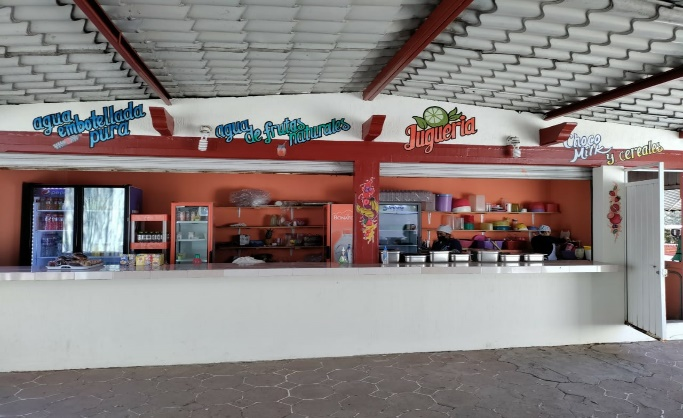 agua
embotellada
pura
agua de frutas
naturales
Juguería
Choco
Milk
y cereales